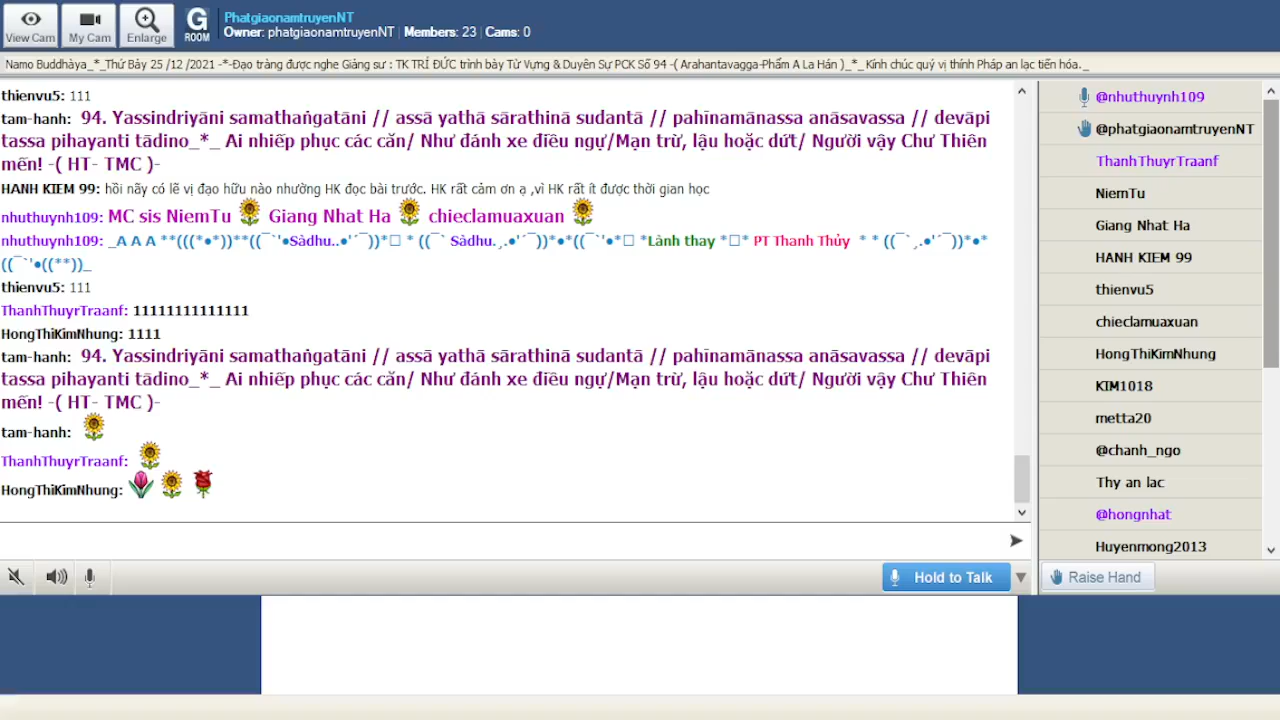 View Cam
My Cam
Enlarge
G
ROOM
PhatgiaonamtruyenNT
Owner: phatgiaonamtruyenNT | Members: 23 | Cams: 0
Namo Buddhàya_*_Thứ Bảy 25 /12 /2021 -*-Đạo tràng được nghe Giảng sư : TK TRÍ ĐỨC trình bày Từ Vựng & Duyên Sự PCK Số 94 -( Arahantavagga-Phẩm A La Hán )_*_ Kính chúc quý vị thính Pháp an lạc tiến hóa._
thienvu5: 111
tam-hanh: 94. Yassindriyāni samathaṅgatāni // assā yathā sārathinā sudantā // pahīnamānassa anāsavassa // devāpi
tassa pihayanti tādino_*_ Ai nhiếp phục các căn/ Như đánh xe điều ngự/Mạn trừ, lậu hoặc dứt/ Người vậy Chư Thiên
mến! -( HT- TMC )-
HANH KIEM 99: hồi nãy có lẽ vị đạo hữu nào nhường HK đọc bài trước. HK rất cảm ơn ạ ,vì HK rất ít được thời gian học
nhuthuynh109: MC sis NiemTu Giang Nhat Ha chieclamuaxuan
nhuthuynh109: _A A A **(((*●*))**((¯`'●Sàdhu..●'´¯))*□ * ((¯` Sàdhu.¸.●'´¯))*●*((¯`'●*□ *Lành thay *□* PT Thanh Thủy * * ((¯`¸.●'´¯))*●*
((¯`'●((**))_
thienvu5: 111
ThanhThuyrTraanf: 11111111111111
HongThiKimNhung: 1111
tam-hanh: 94. Yassindriyāni samathaṅgatāni // assā yathā sārathinā sudantā // pahīnamānassa anāsavassa // devāpi
tassa pihayanti tādino_*_ Ai nhiếp phục các căn/ Như đánh xe điều ngự/Mạn trừ, lậu hoặc dứt/ Người vậy Chư Thiên
mến! -( HT- TMC )-
tam-hanh:
ThanhThuyrTraanf:
HongThiKimNhung:
Hold to Talk
@nhuthuynh109
@phatgiaonamtruyenNT
ThanhThuyrTraanf
NiemTu
Giang Nhat Ha
HANH KIEM 99
thienvu5
chieclamuaxuan
HongThiKimNhung
KIM1018
metta20
@chanh_ngo
Thy an lac
@hongnhat
Huyenmong2013
Raise Hand